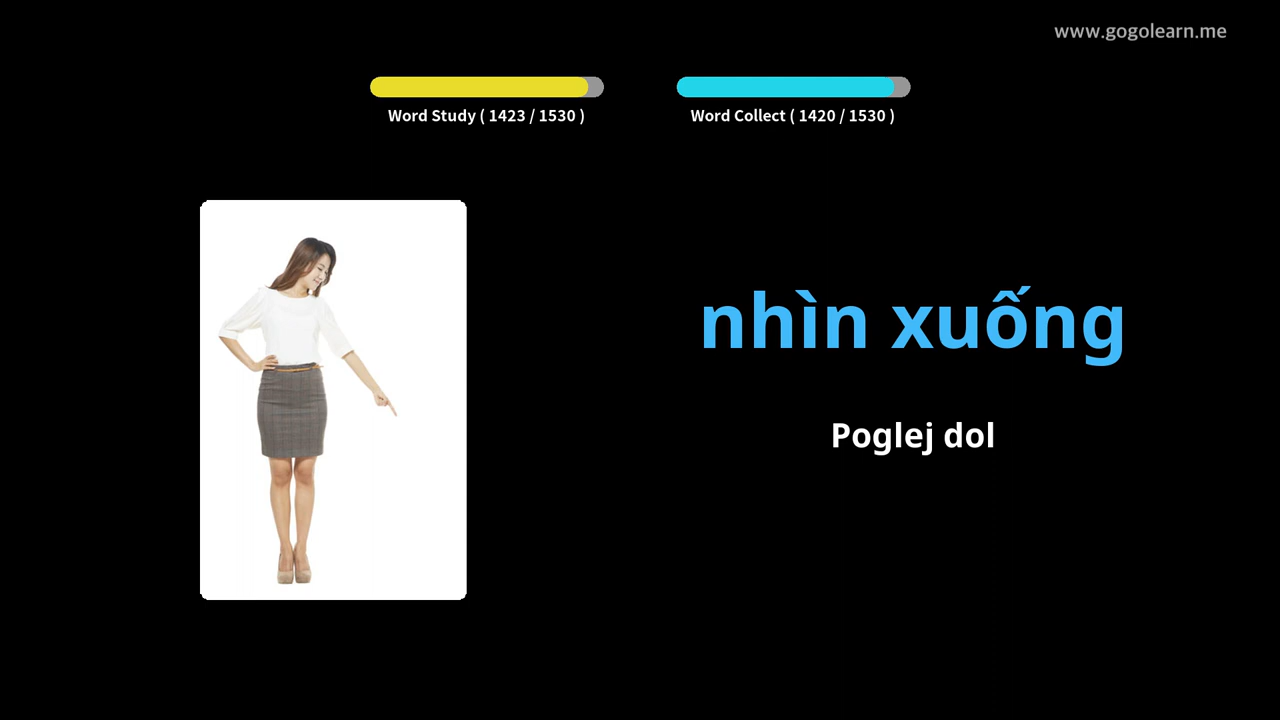 www.gogolearn.me
Word Study ( 1423 / 1530 )
Word Collect ( 1420 / 1530 )
nhìn xuống
Poglej dol